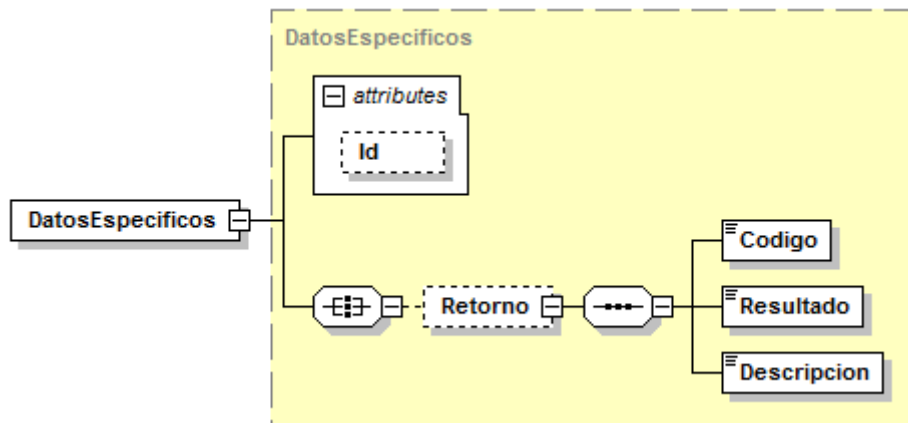 DatosEspecificos
attributes
Id
DatosEspecificos
Codigo
Retorno
Resultado
Descripcion